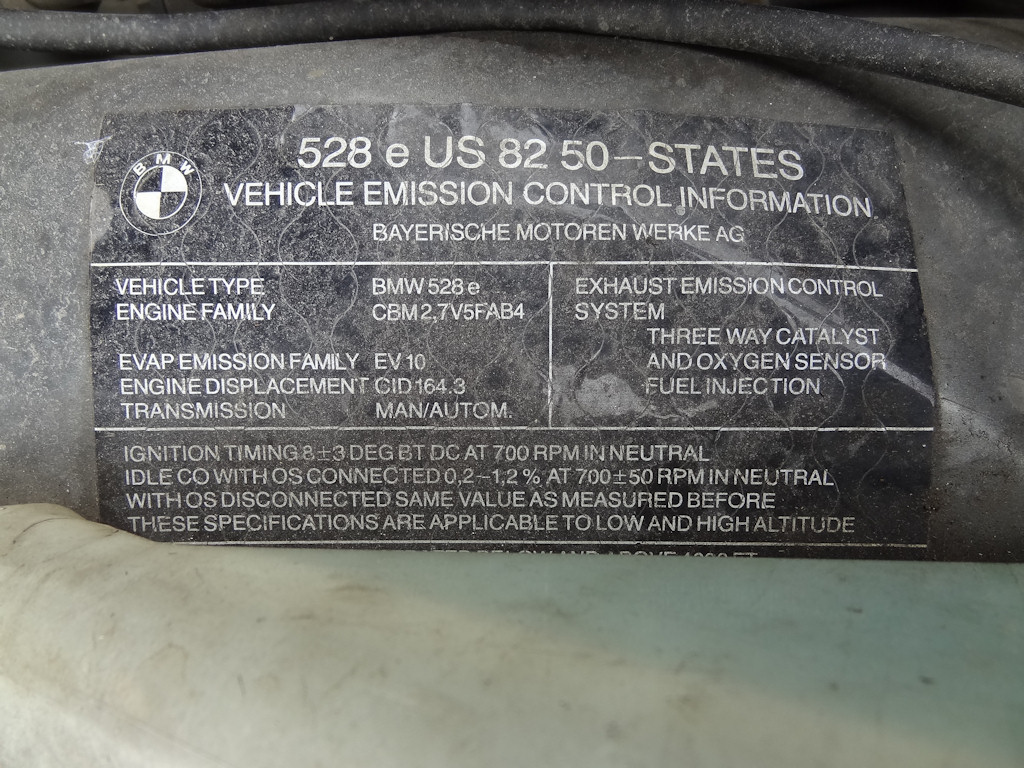 BMW
528 e US 82 50-STATES
VEHICLE EMISSION CONTROL INFORMATION
BAYERISCHE MOTOREN WERKE AG
VEHICLE TYPE BMW 528 e
ENGINE FAMILY CBM 2,7V5FAB4
EVAP EMISSION FAMILY EV 10
ENGINE DISPLACEMENT CID 164.3
TRANSMISSION MAN/AUTOM.
EXHAUST EMISSION CONTROL
SYSTEM
THREE WAY CATALYST
AND OXYGEN SENSOR
FUEL INJECTION
IGNITION TIMING 8±3 DEG BT DC AT 700 RPM IN NEUTRAL
IDLE CO WITH OS CONNECTED 0,2-1,2 % AT 700±50 RPM IN NEUTRAL
WITH OS DISCONNECTED SAME VALUE AS MEASURED BEFORE
THESE SPECIFICATIONS ARE APPLICABLE TO LOW AND HIGH ALTITUDE